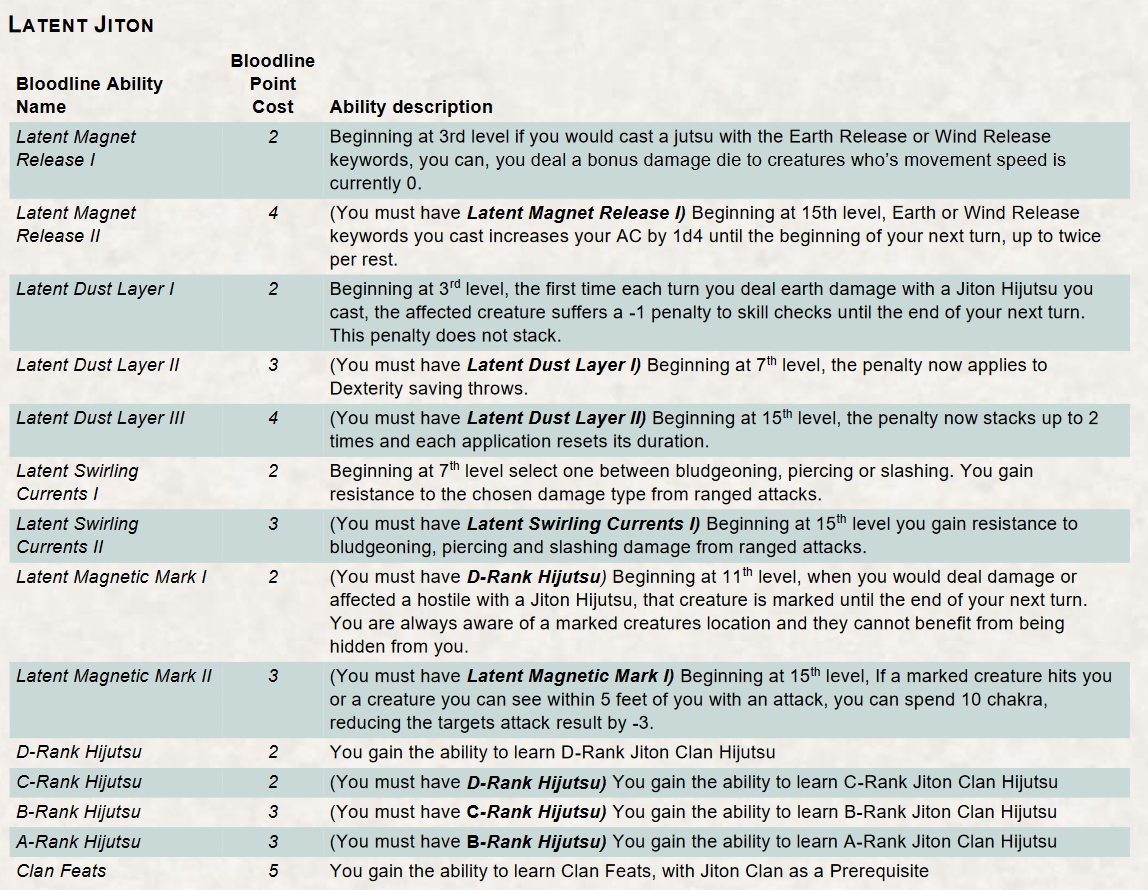 LATENT JITON
Bloodline Ability Name
Bloodline Point Cost
Ability description
Latent Magnet Release I
2
Beginning at 3rd level if you would cast a jutsu with the Earth Release or Wind Release
keywords, you can, you deal a bonus damage die to creatures who’s movement speed is
currently 0.
Latent Magnet Release II
4
(You must have Latent Magnet Release I) Beginning at 15th level, Earth or Wind Release
keywords you cast increases your AC by 1d4 until the beginning of your next turn, up to twice
per rest.
Latent Dust Layer I
2
Beginning at 3rd level, the first time each turn you deal earth damage with a Jiton Hijutsu you
cast, the affected creature suffers a -1 penalty to skill checks until the end of your next turn.
This penalty does not stack.
Latent Dust Layer II
3
(You must have Latent Dust Layer I) Beginning at 7th level, the penalty now applies to
Dexterity saving throws.
Latent Dust Layer III
4
(You must have Latent Dust Layer II) Beginning at 15th level, the penalty now stacks up to 2
times and each application resets its duration.
Latent Swirling Currents I
2
Beginning at 7th level select one between bludgeoning, piercing or slashing. You gain
resistance to the chosen damage type from ranged attacks.
Latent Swirling Currents II
3
(You must have Latent Swirling Currents I) Beginning at 15th level you gain resistance to
bludgeoning, piercing and slashing damage from ranged attacks.
Latent Magnetic Mark I
2
(You must have D-Rank Hijutsu) Beginning at 11th level, when you would deal damage or
affected a hostile with a Jiton Hijutsu, that creature is marked until the end of your next turn.
You are always aware of a marked creatures location and they cannot benefit from being
hidden from you.
Latent Magnetic Mark II
3
(You must have Latent Magnetic Mark I) Beginning at 15th level, If a marked creature hits you
or a creature you can see within 5 feet of you with an attack, you can spend 10 chakra,
reducing the targets attack result by -3.
D-Rank Hijutsu
2
You gain the ability to learn D-Rank Jiton Clan Hijutsu
C-Rank Hijutsu
2
(You must have D-Rank Hijutsu) You gain the ability to learn C-Rank Jiton Clan Hijutsu
B-Rank Hijutsu
3
(You must have C-Rank Hijutsu) You gain the ability to learn B-Rank Jiton Clan Hijutsu
A-Rank Hijutsu
3
(You must have B-Rank Hijutsu) You gain the ability to learn A-Rank Jiton Clan Hijutsu
Clan Feats
5
You gain the ability to learn Clan Feats, with Jiton Clan as a Prerequisite